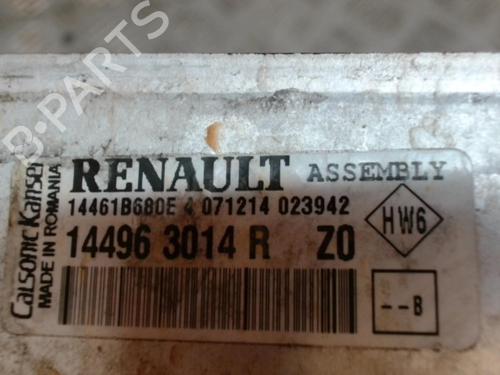 B-PARTS
Calsonic Kansei
MADE IN ROMANIA
RENAULT ASSEMBLY
14461B680E 4 071214 023942
14496 3014 R Z0
HW6
--B